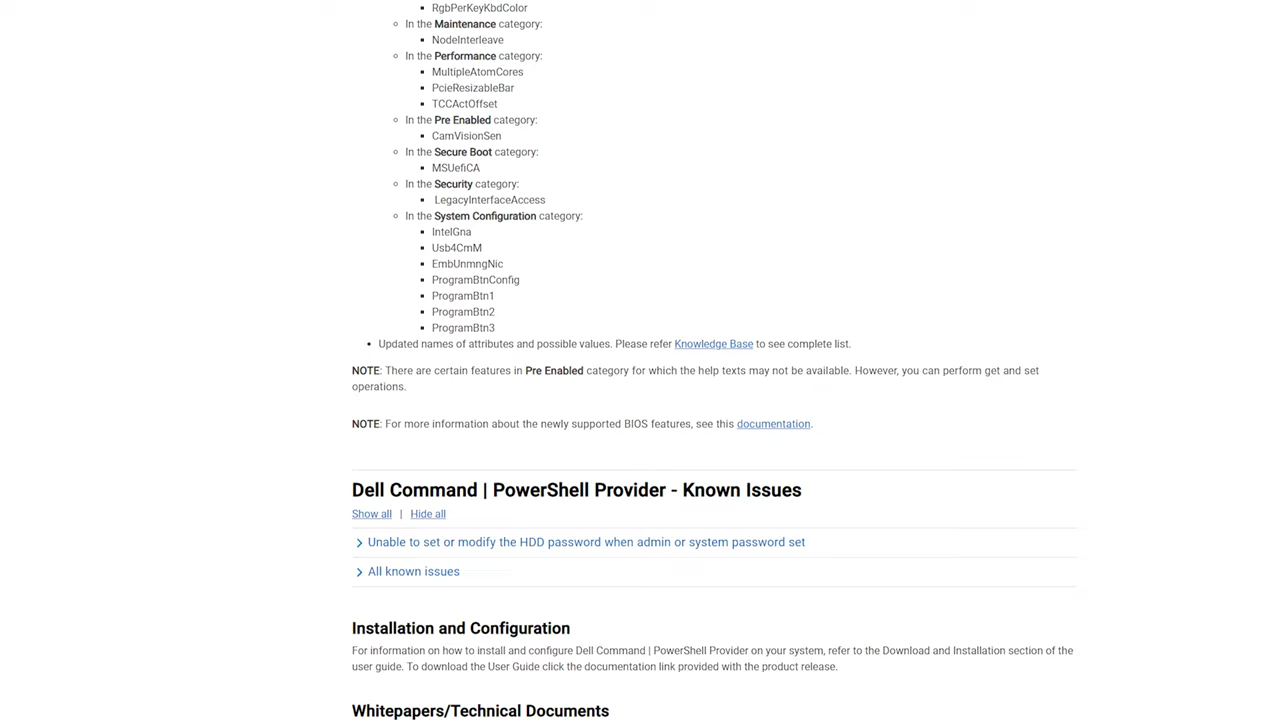 RgbPerKeyKbdColor
In the Maintenance category:
NodeInterleave
In the Performance category:
MultipleAtomCores
PcieResizableBar
TCCActOffset
In the Pre Enabled category:
CamVisionSen
In the Secure Boot category:
MSUefiCA
In the Security category:
LegacyInterfaceAccess
In the System Configuration category:
IntelGna
Usb4CmM
EmbUnmngNic
ProgramBtnConfig
ProgramBtn1
ProgramBtn2
ProgramBtn3
Updated names of attributes and possible values. Please refer Knowledge Base to see complete list.
NOTE: There are certain features in Pre Enabled category for which the help texts may not be available. However, you can perform get and set
operations.
NOTE: For more information about the newly supported BIOS features, see this documentation.
Dell Command | PowerShell Provider - Known Issues
Show all | Hide all
Unable to set or modify the HDD password when admin or system password set
All known issues
Installation and Configuration
For information on how to install and configure Dell Command | PowerShell Provider on your system, refer to the Download and Installation section of the
user guide. To download the User Guide click the documentation link provided with the product release.
Whitepapers/Technical Documents